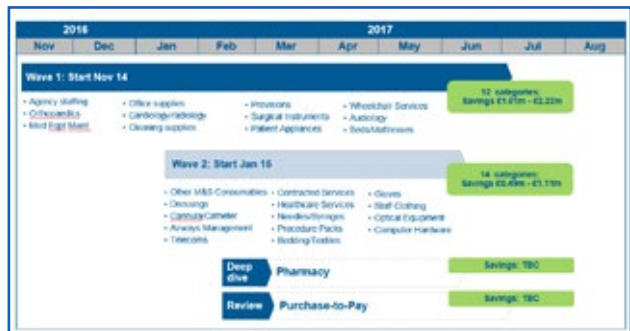 2016 2017
Nov Dec Jan Feb Mar Apr May Jun Jul Aug
Wave 1: Start Nov 14
12 categories:
Savings £1.01m - £2.22m
• Agency staffing • Office supplies • Provisions • Wheelchair Services
• Orthopaedics • Cardiology/radiology • Surgical Instruments • Audiology
• Med Eqpt Maint • Cleaning supplies • Patient Appliances • Beds/Mattresses
Wave 2: Start Jan 16
14 categories:
Savings £0.49m - £1.11m
• Other M&S Consumables • Contracted Services • Gloves
• Dressings • Healthcare Services • Staff Clothing
• Cannula/Catheter • Needles/Syringes • Optical Equipment
• Airways Management • Procedure Packs • Computer Hardware
• Telecoms • Bedding/Textiles
Deep dive Pharmacy Savings: TBC
Review Purchase-to-Pay Savings: TBC